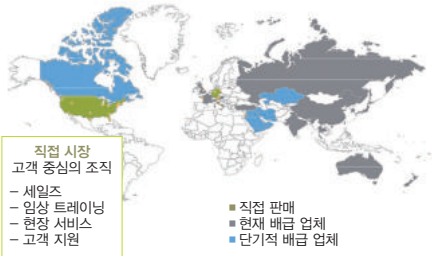 직접 시장
고객 중심의 조직
– 세일즈
– 임상 트레이닝
– 현장 서비스
– 고객 지원
직접 판매
현재 배급 업체
단기적 배급 업체